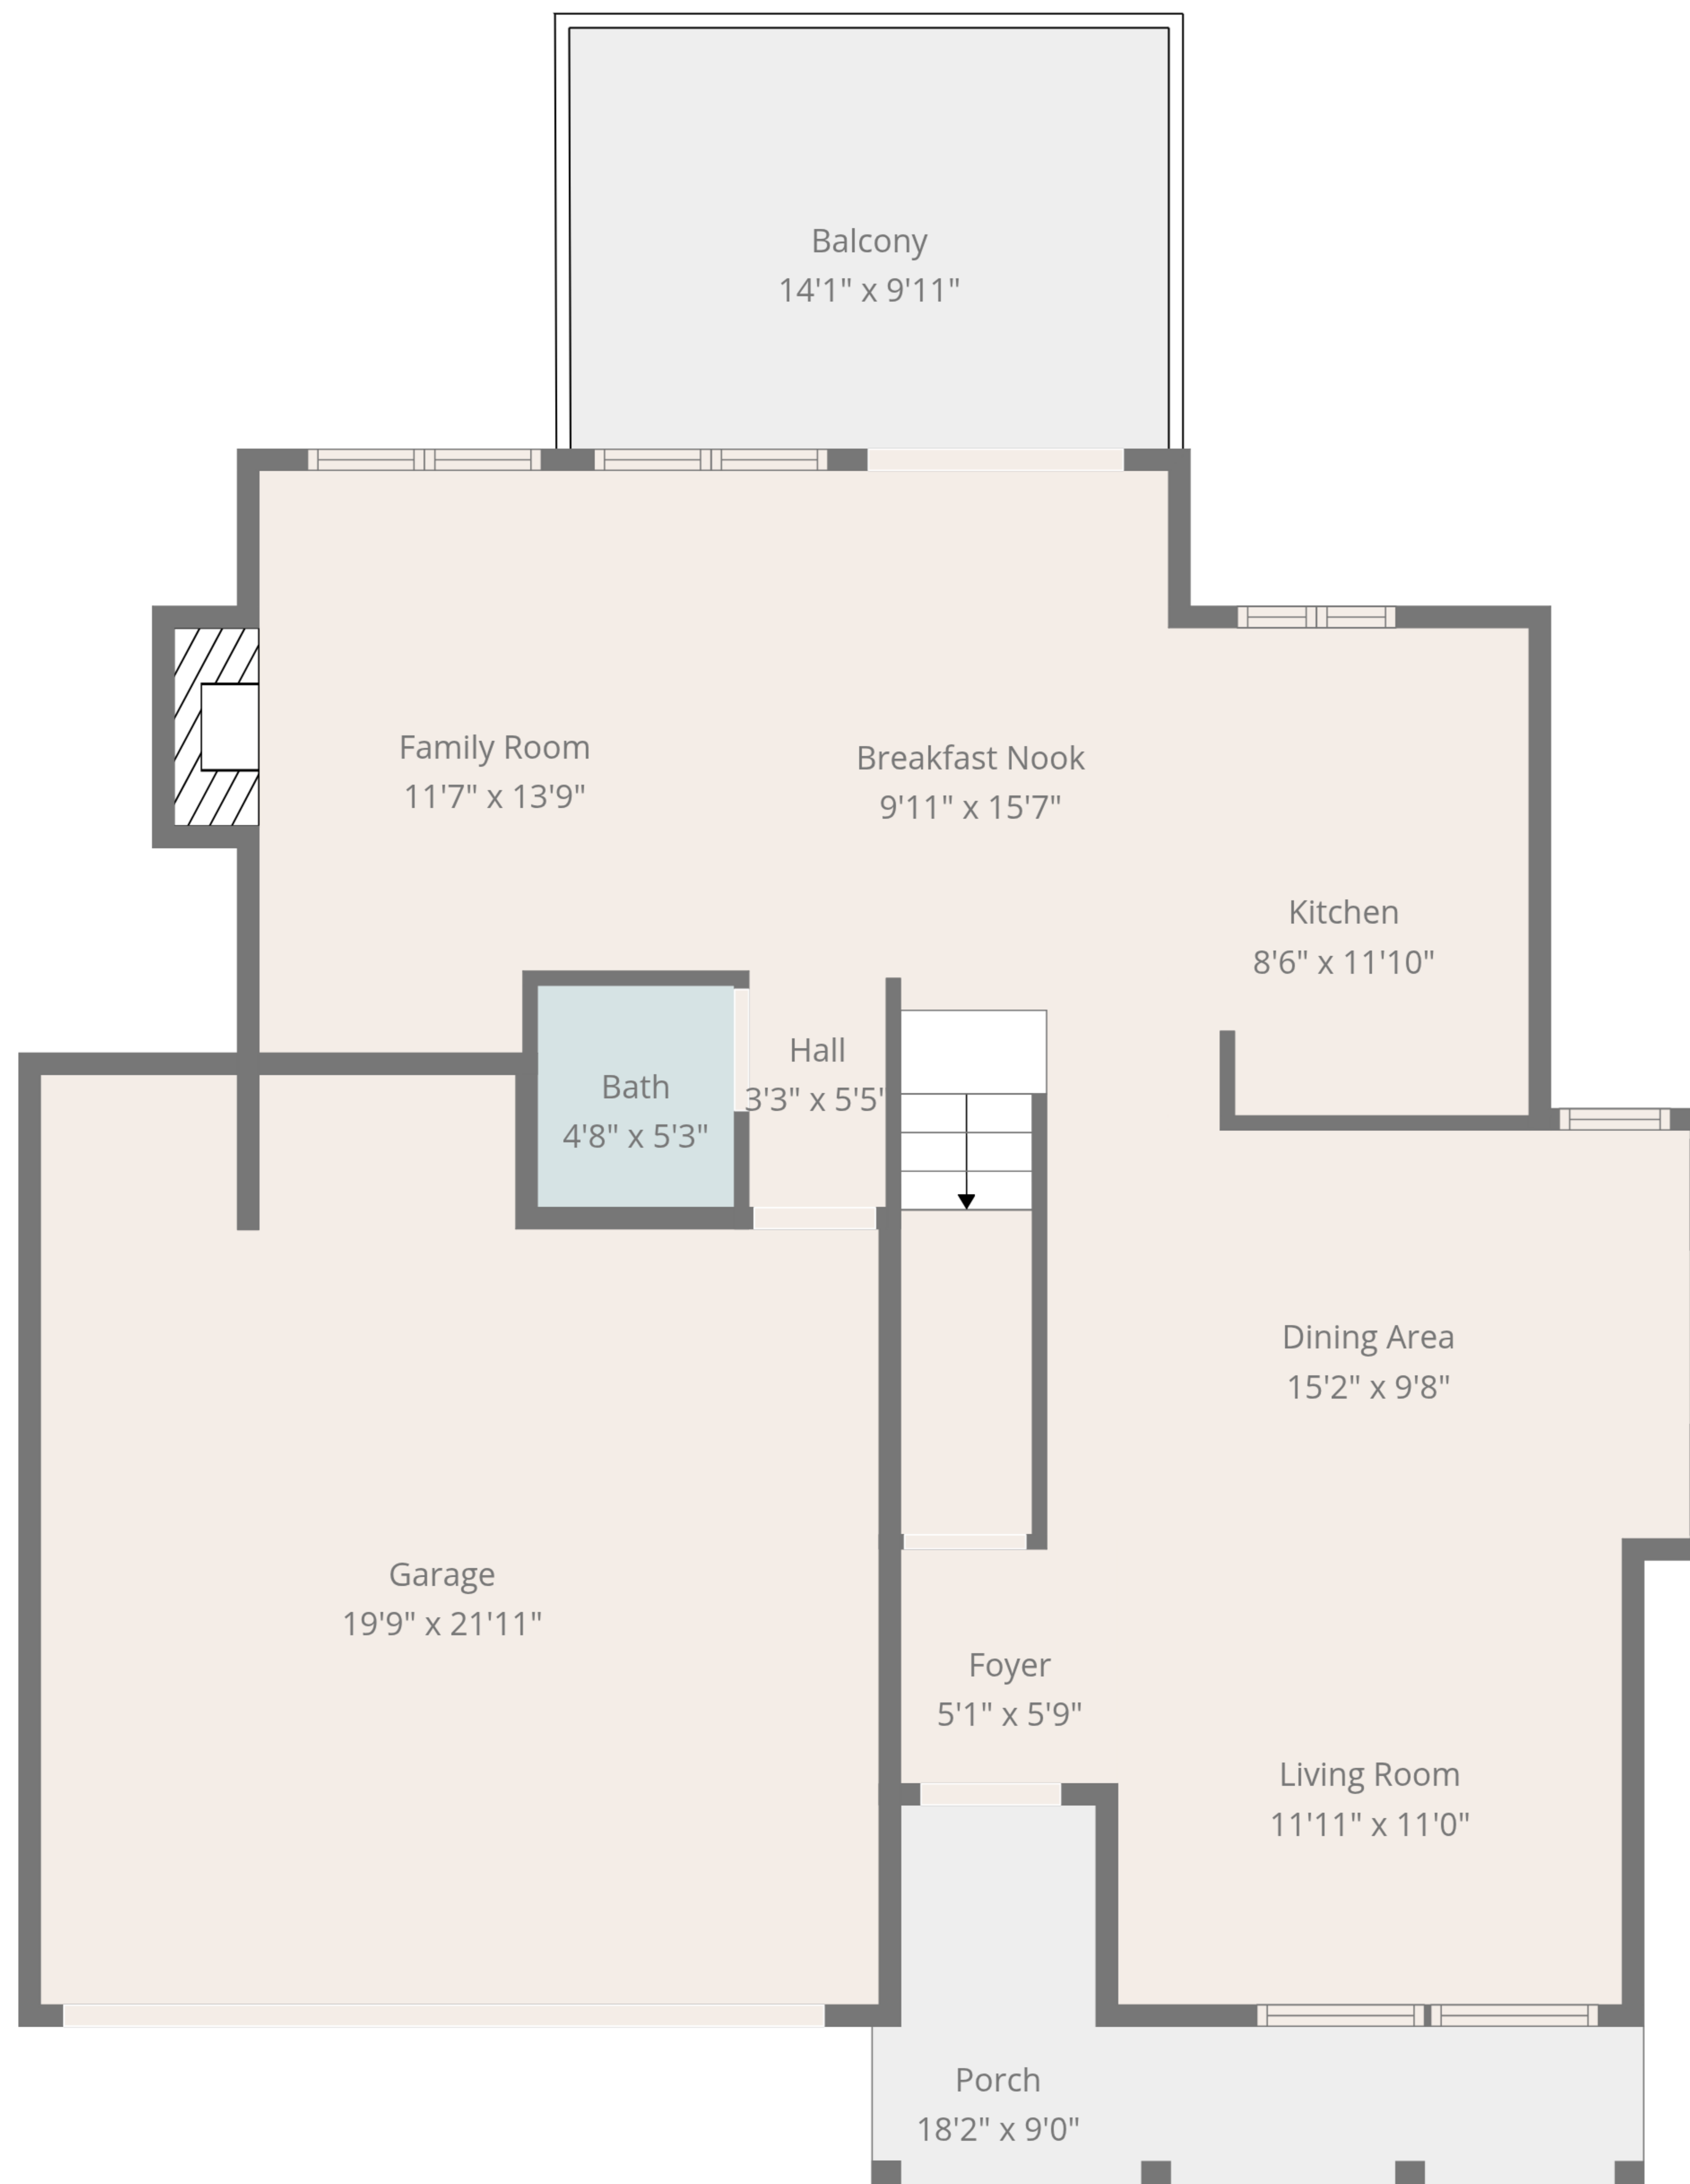 Balcony
14'1" x 9'11"
Family Room
11'7" x 13'9"
Breakfast Nook
9'11" x 15'7"
Kitchen
8'6" x 11'10"
Hall
3'3" x 5'5"
Bath
4'8" x 5'3"
Dining Area
15'2" x 9'8"
Garage
19'9" x 21'11"
Foyer
5'1" x 5'9"
Living Room
11'11" x 11'0"
Porch
18'2" x 9'0"